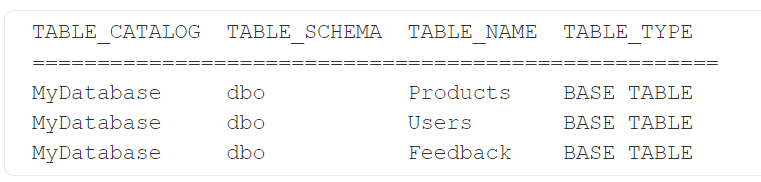 TABLE_CATALOG  TABLE_SCHEMA  TABLE_NAME  TABLE_TYPE
=====================================================
MyDatabase     dbo           Products    BASE TABLE
MyDatabase     dbo           Users       BASE TABLE
MyDatabase     dbo           Feedback    BASE TABLE